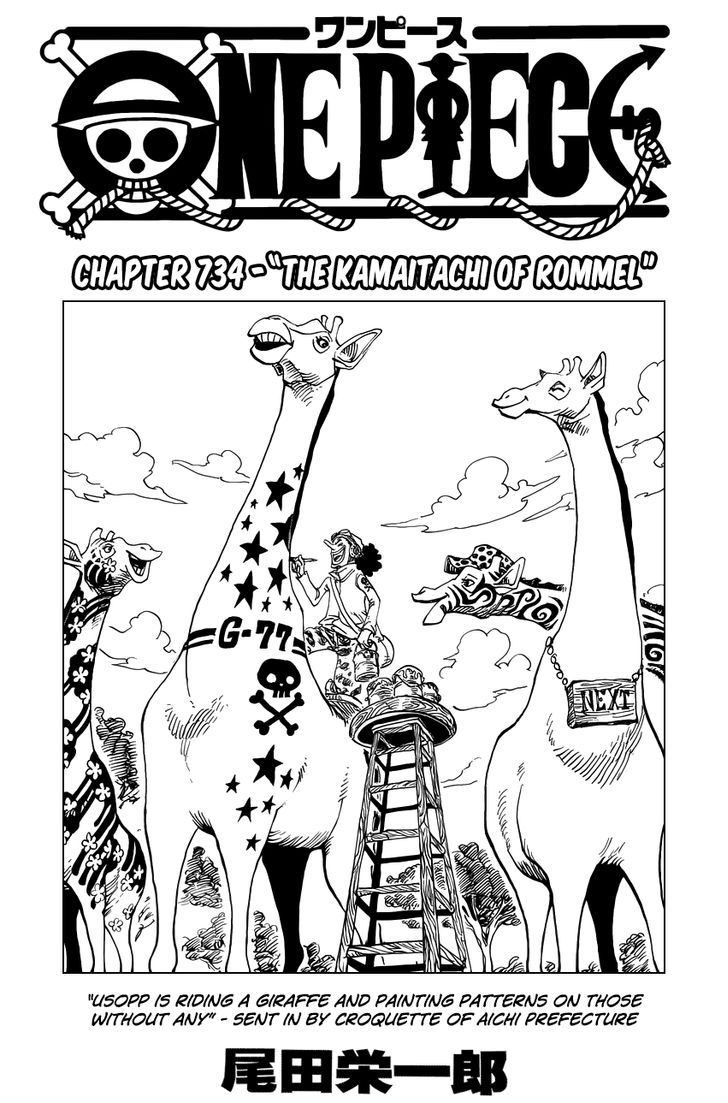 ワンピース
ONE PIECE
CHAPTER 734 - "THE KAMAITACHI OF ROMMEL"
G-77
NEXT
"USOPP IS RIDING A GIRAFFE AND PAINTING PATTERNS ON THOSE
WITHOUT ANY" - SENT IN BY CROQUETTE OF AICHI PREFECTURE
尾田栄一郎